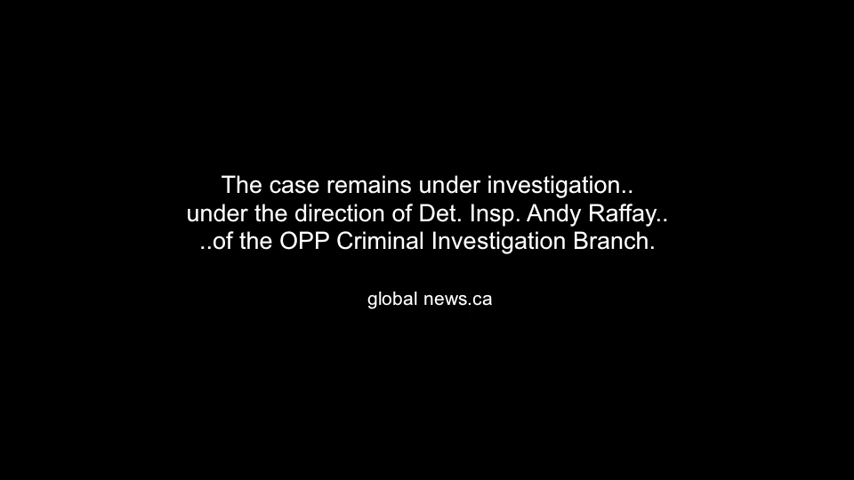 The case remains under investigation..
under the direction of Det. Insp. Andy Raffay..
..of the OPP Criminal Investigation Branch.
global news.ca